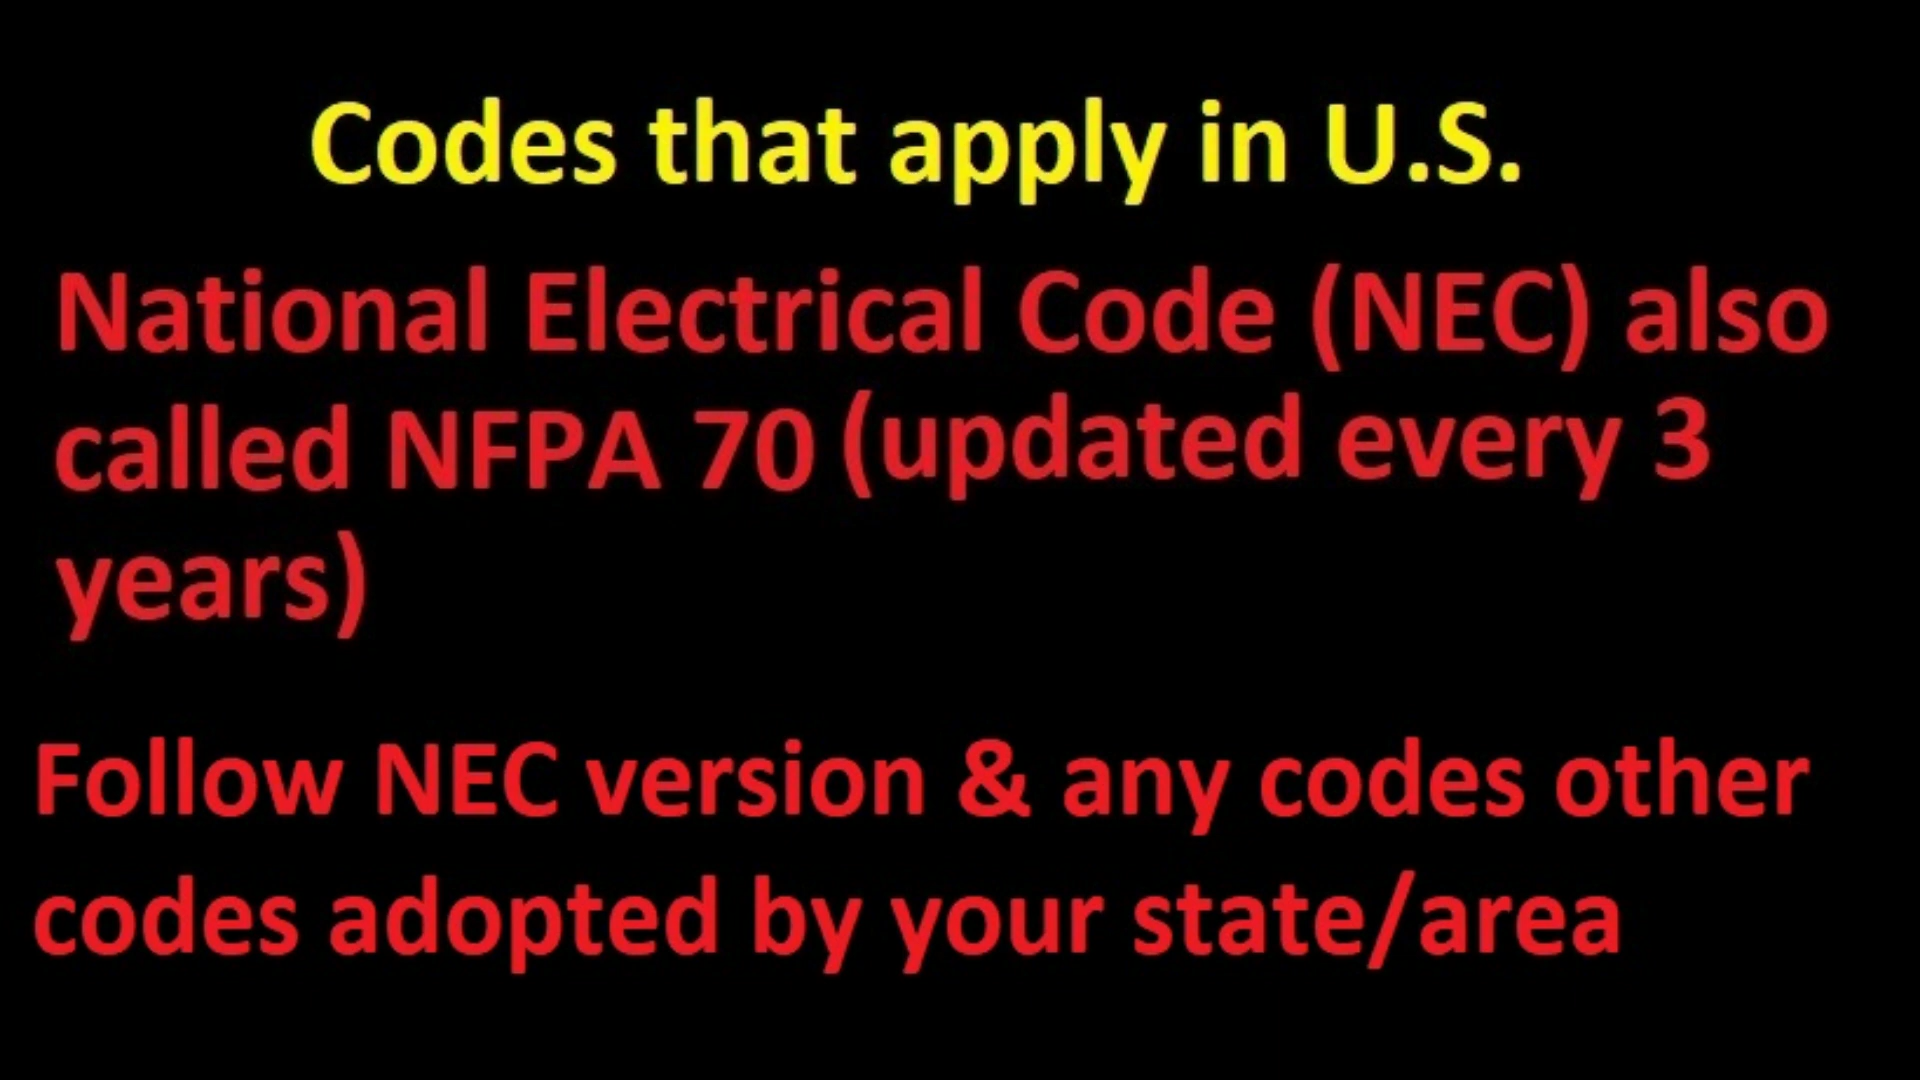 Codes that apply in U.S.
National Electrical Code (NEC) also
called NFPA 70 (updated every 3
years)
Follow NEC version & any codes other
codes adopted by your state/area